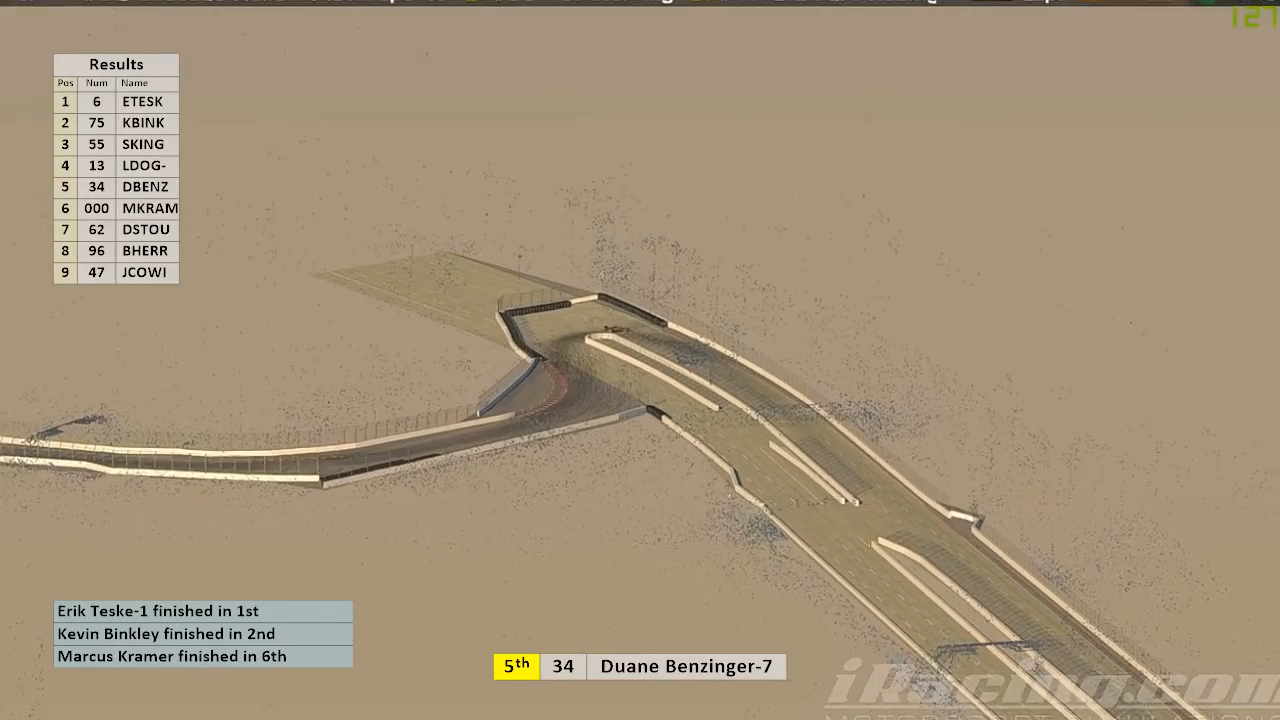 127
Results
Pos Num Name
1 6 ETESK
2 75 KBINK
3 55 SKING
4 13 LDOG-
5 34 DBENZ
6 000 MKRAM
7 62 DSTOU
8 96 BHERR
9 47 JCOWI
Erik Teske-1 finished in 1st
Kevin Binkley finished in 2nd
Marcus Kramer finished in 6th
5th 34 Duane Benzinger-7
iRacing.com